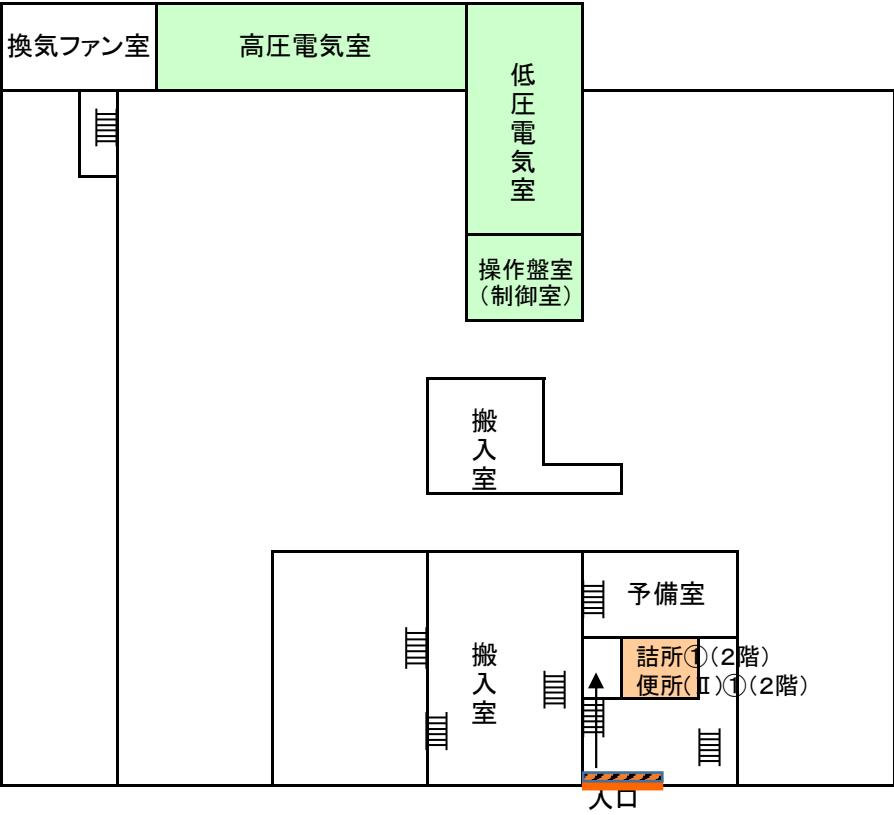 換気ファン室
高圧電気室
低圧電気室
操作盤室
(制御室)
搬入室
予備室
搬入室
詰所①(2階)
便所(Ⅱ)①(2階)
入口